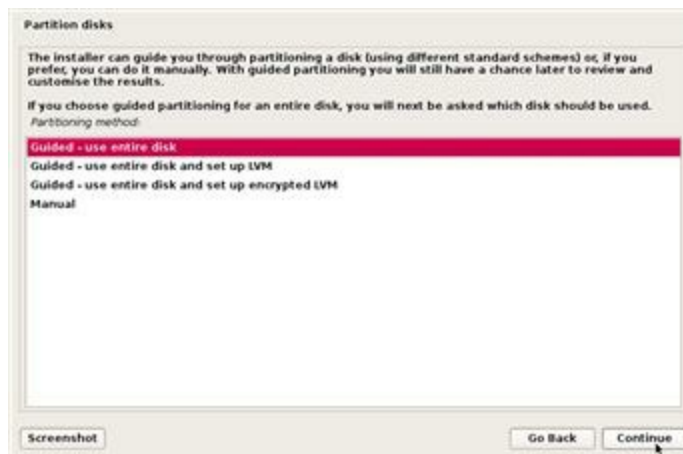 Partition disks
The installer can guide you through partitioning a disk (using different standard schemes) or, if you
prefer, you can do it manually. With guided partitioning you will still have a chance later to review and
customise the results.
If you choose guided partitioning for an entire disk, you will next be asked which disk should be used.
Partitioning method:
Guided - use entire disk
Guided - use entire disk and set up LVM
Guided - use entire disk and set up encrypted LVM
Manual
Screenshot
Go Back
Continue